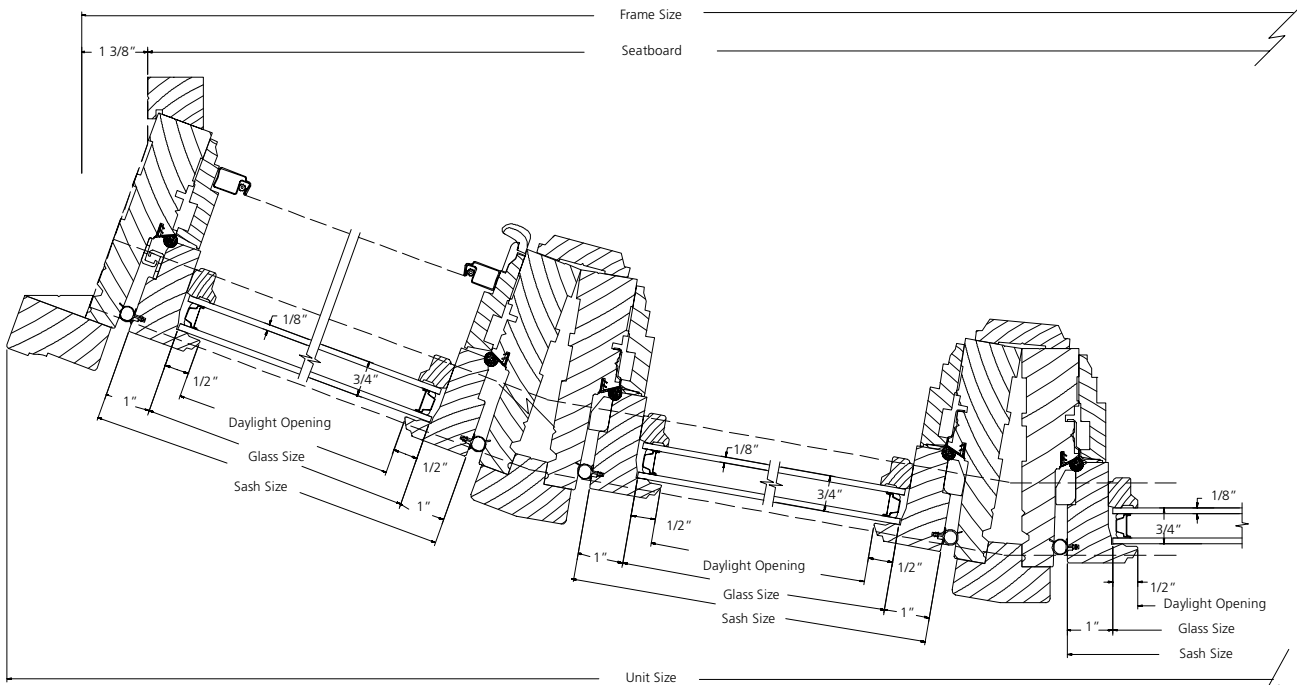 Frame Size
1 3/8”
Seatboard
1/8”
3/4”
1/2”
1”
Daylight Opening
Glass Size
Sash Size
1/2”
1”
1/8”
3/4”
1/2”
1”
Daylight Opening
1/2”
Glass Size
1”
Sash Size
1/8”
3/4”
1/2”
Daylight Opening
1”
Glass Size
Sash Size
Unit Size